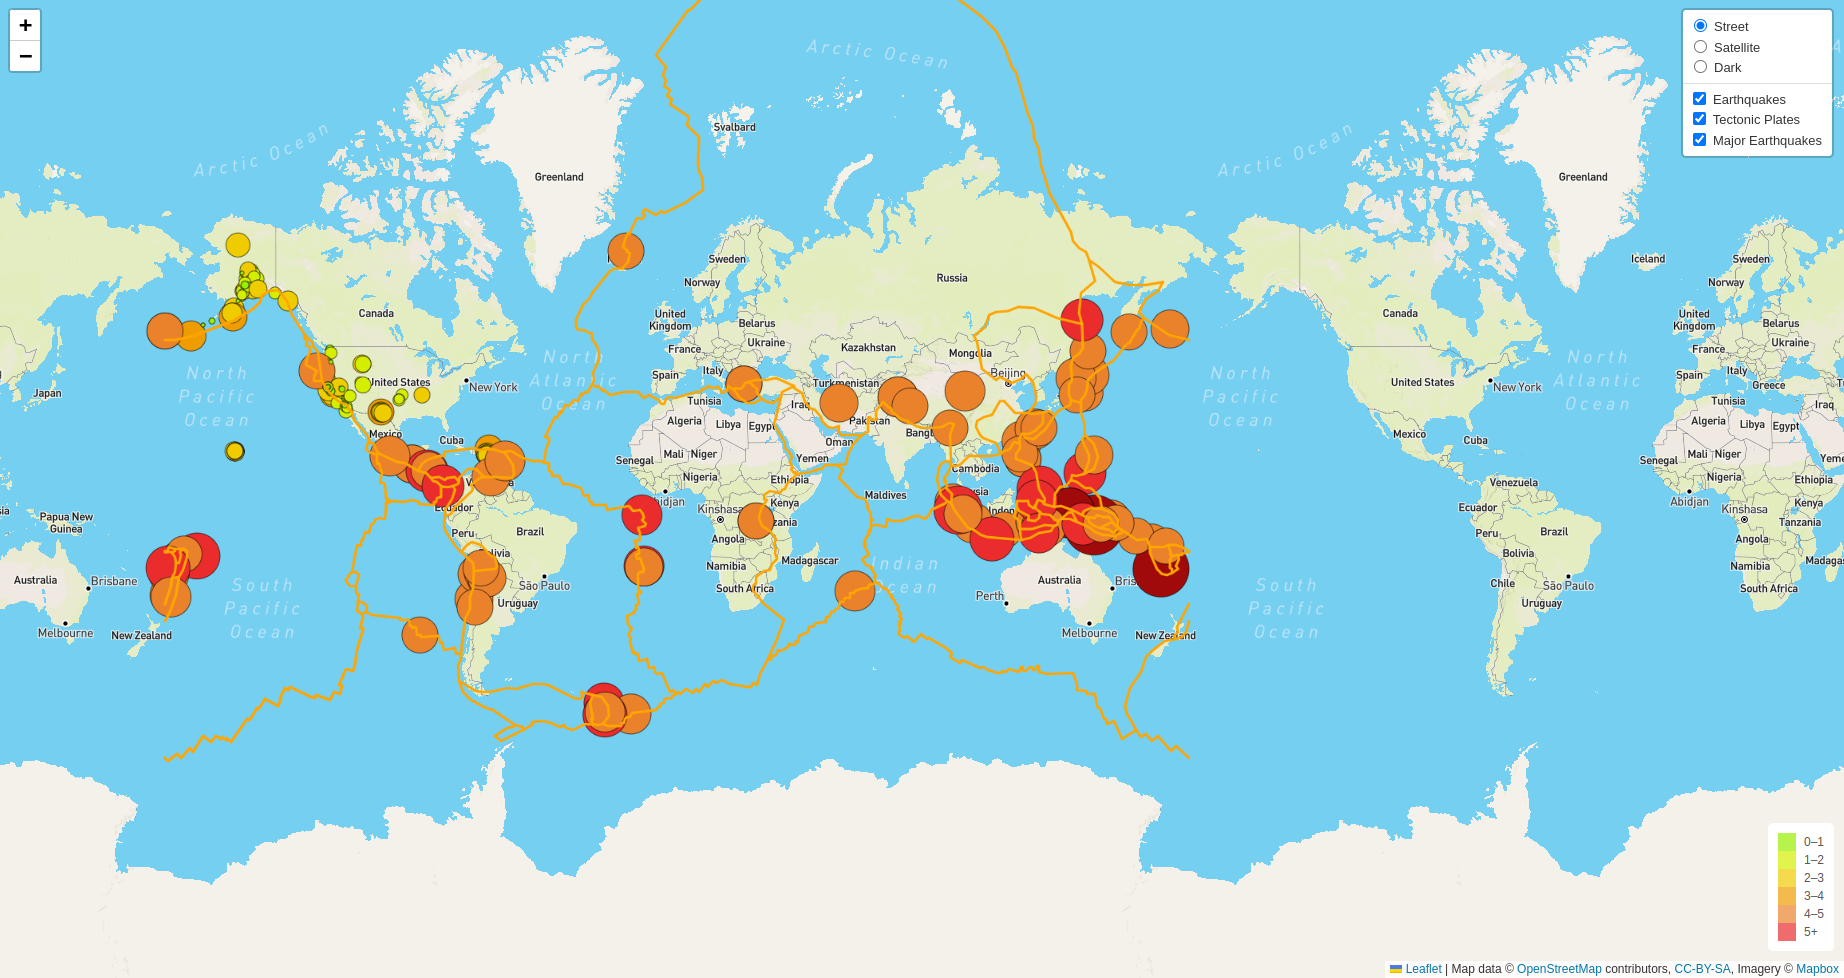 +
−
Street
Satellite
Dark
Earthquakes
Tectonic Plates
Major Earthquakes
Arctic Ocean
Arctic Ocean
Arctic Ocean
Svalbard
Greenland
Greenland
Sweden
Norway
Russia
Iceland
Sweden
Norway
Canada
United
Kingdom
Belarus
Ukraine
France
Kazakhstan
Mongolia
Canada
United
Kingdom
Belarus
Ukraine
France
North
Atlantic
Ocean
Italy
Spain
Beijing
North
Atlantic
Ocean
Italy
Spain
Greece
Japan
North
Pacific
Ocean
United States
New York
Tunisia
Turkmenistan
Iraq
North
Pacific
Ocean
United States
New York
Tunisia
Iraq
Mexico
Cuba
Algeria
Libya
Egypt
Pakistan
Oman
Mexico
Cuba
Algeria
Libya
Egypt
Senegal
Mali
Niger
Yemen
Cambodia
Senegal
Mali
Niger
Nigeria
Ethiopia
Maldives
Venezuela
Nigeria
Ethiopia
Abidjan
Papua New
Guinea
Ecuador
Kinshasa
Kenya
Ecuador
Kinshasa
Kenya
Tanzania
Peru
Brazil
Angola
Peru
Brazil
Angola
Bolivia
Namibia
Madagascar
Indian
Ocean
Bolivia
Namibia
Australia
Brisbane
South
Pacific
Ocean
São Paulo
South Africa
Perth
Australia
South
Pacific
Ocean
Chile
São Paulo
South Africa
Uruguay
Uruguay
Melbourne
New Zealand
Melbourne
New Zealand
0–1
1–2
2–3
3–4
4–5
5+
Leaflet | Map data © OpenStreetMap contributors, CC-BY-SA, Imagery © Mapbox